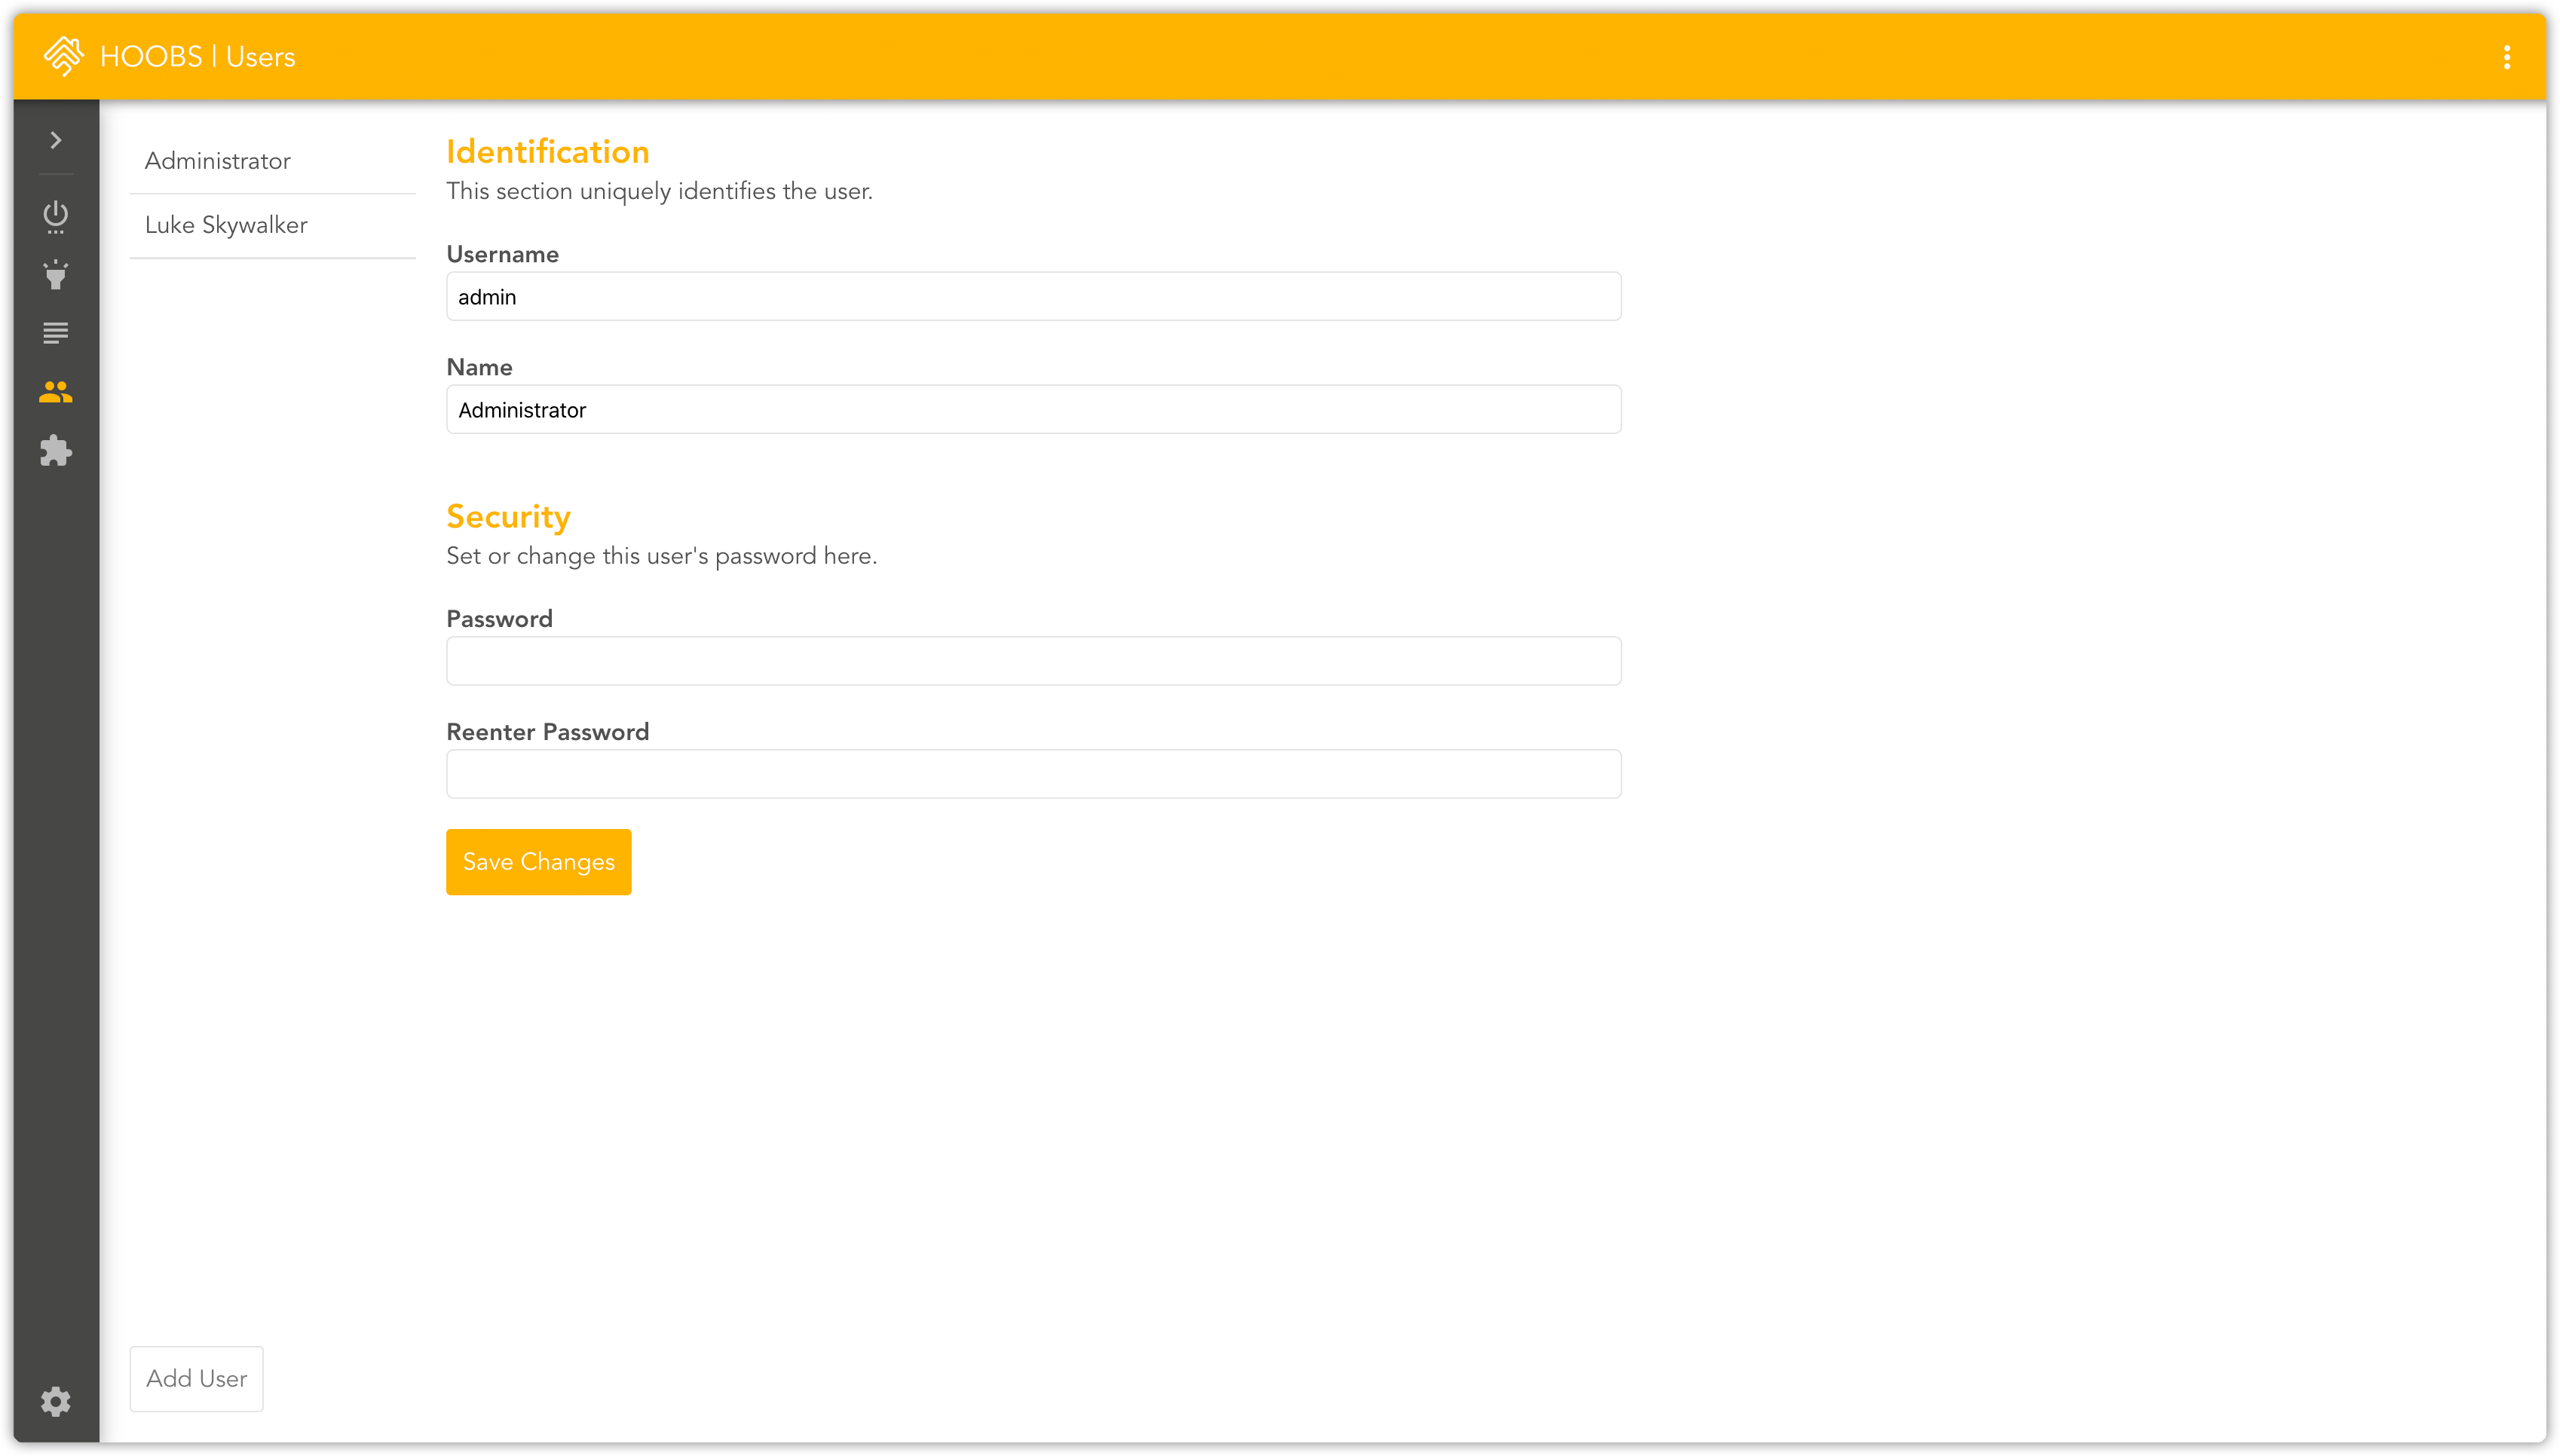 HOOBS | Users
Administrator
Luke Skywalker
Identification
This section uniquely identifies the user.
Username
admin
Name
Administrator
Security
Set or change this user's password here.
Password
Reenter Password
Save Changes
Add User